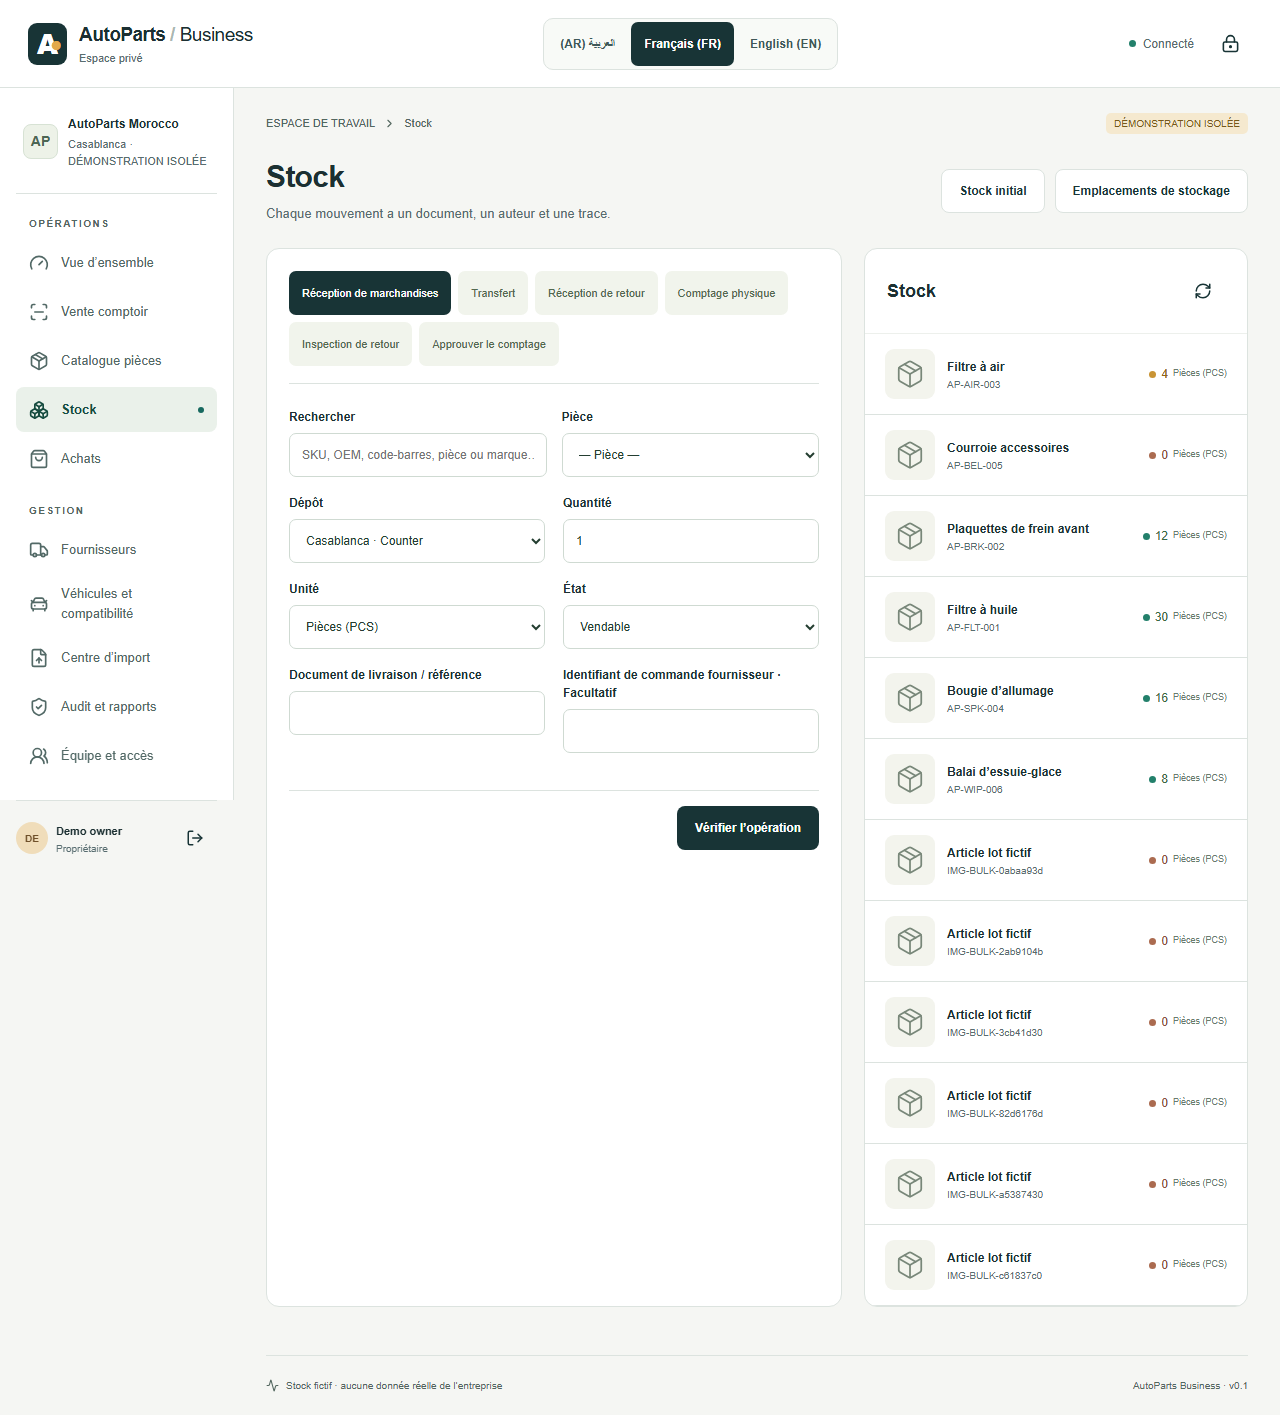 AutoParts / Business
Espace privé
العربية (AR)
Français (FR)
English (EN)
Connecté
AP
AutoParts Morocco
Casablanca ·
DÉMONSTRATION ISOLÉE
OPÉRATIONS
Vue d’ensemble
Vente comptoir
Catalogue pièces
Stock
Achats
GESTION
Fournisseurs
Véhicules et
compatibilité
Centre d’import
Audit et rapports
Équipe et accès
DE
Demo owner
Propriétaire
ESPACE DE TRAVAIL > Stock
DÉMONSTRATION ISOLÉE
Stock
Chaque mouvement a un document, un auteur et une trace.
Stock initial
Emplacements de stockage
Réception de marchandises
Transfert
Réception de retour
Comptage physique
Inspection de retour
Approuver le comptage
Rechercher
SKU, OEM, code-barres, pièce ou marque..
Pièce
— Pièce —
Dépôt
Casablanca · Counter
Quantité
1
Unité
Pièces (PCS)
État
Vendable
Document de livraison / référence
Identifiant de commande fournisseur ·
Facultatif
Vérifier l’opération
Stock
Filtre à air
AP-AIR-003
4 Pièces (PCS)
Courroie accessoires
AP-BEL-005
0 Pièces (PCS)
Plaquettes de frein avant
AP-BRK-002
12 Pièces (PCS)
Filtre à huile
AP-FLT-001
30 Pièces (PCS)
Bougie d’allumage
AP-SPK-004
16 Pièces (PCS)
Balai d’essuie-glace
AP-WIP-006
8 Pièces (PCS)
Article lot fictif
IMG-BULK-0abaa93d
0 Pièces (PCS)
Article lot fictif
IMG-BULK-2ab9104b
0 Pièces (PCS)
Article lot fictif
IMG-BULK-3cb41d30
0 Pièces (PCS)
Article lot fictif
IMG-BULK-82d6176d
0 Pièces (PCS)
Article lot fictif
IMG-BULK-a5387430
0 Pièces (PCS)
Article lot fictif
IMG-BULK-c61837c0
0 Pièces (PCS)
Stock fictif · aucune donnée réelle de l’entreprise
AutoParts Business · v0.1